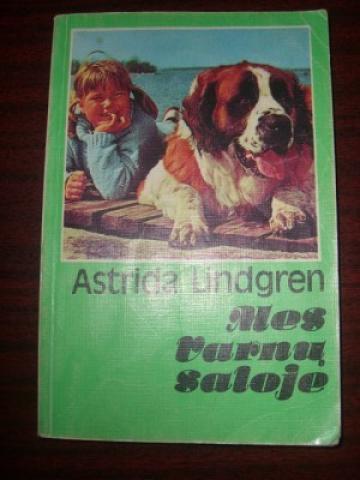 Astrida Lindgren
Mes
Varnų
saloje